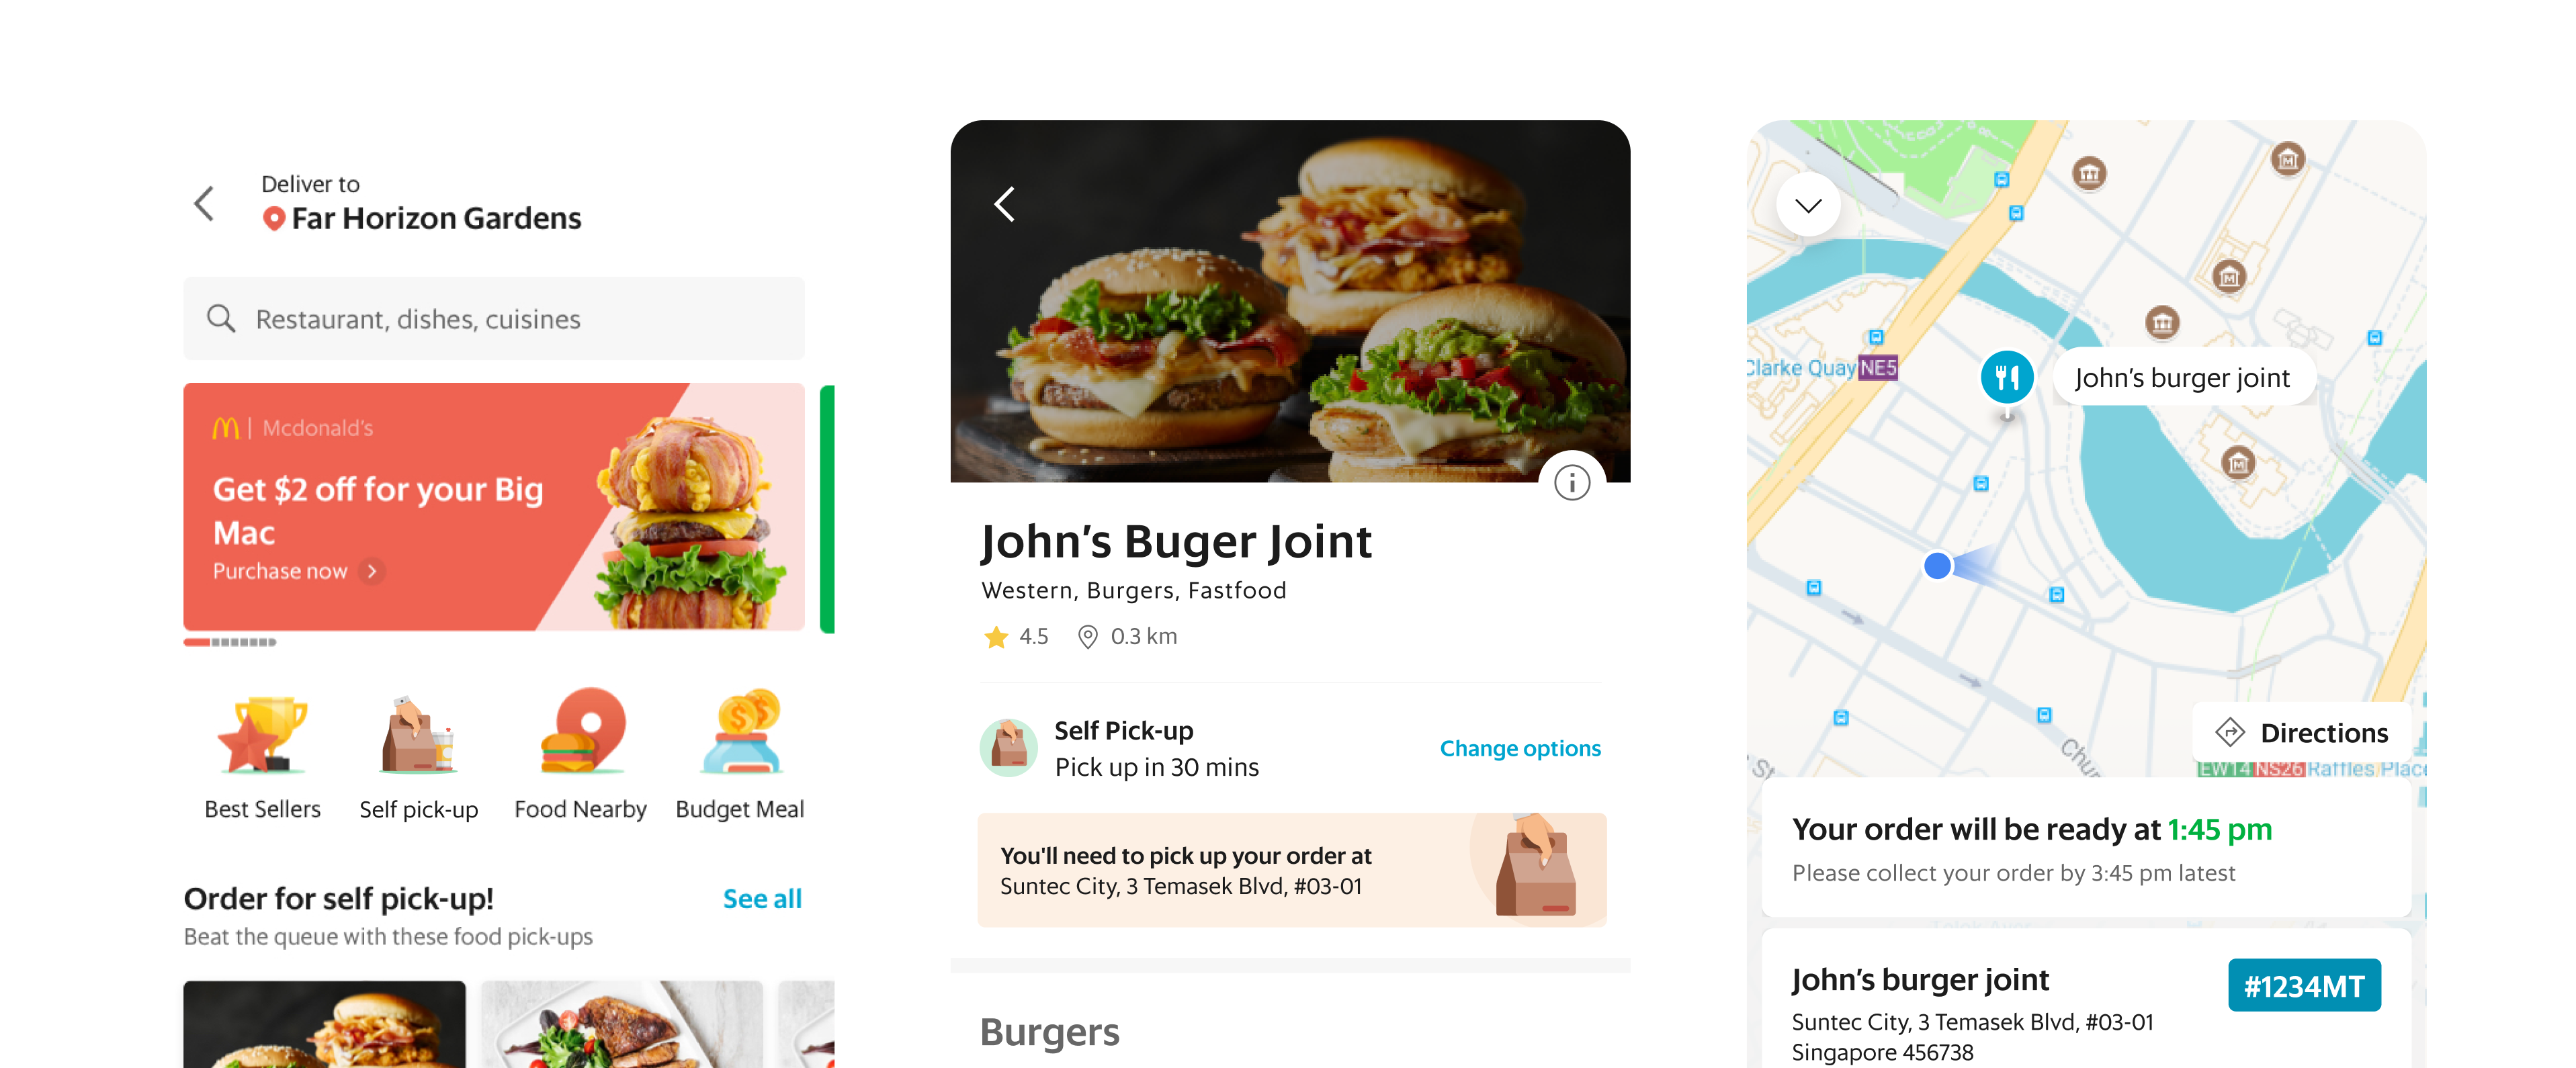 Deliver to
Far Horizon Gardens
Restaurant, dishes, cuisines
Mcdonald's
Get $2 off for your Big
Mac
Purchase now
Best Sellers
Self pick-up
Food Nearby
Budget Meal
Order for self pick-up!
See all
Beat the queue with these food pick-ups
John's Buger Joint
Western, Burgers, Fastfood
4.5
0.3 km
Self Pick-up
Pick up in 30 mins
Change options
You'll need to pick up your order at
Suntec City, 3 Temasek Blvd, #03-01
Burgers
Clarke Quay NE5
John's burger joint
Directions
St
Chur
EW14 NS26 Raffles Place
Your order will be ready at 1:45 pm
Please collect your order by 3:45 pm latest
John's burger joint
#1234MT
Suntec City, 3 Temasek Blvd, #03-01
Singapore 456738